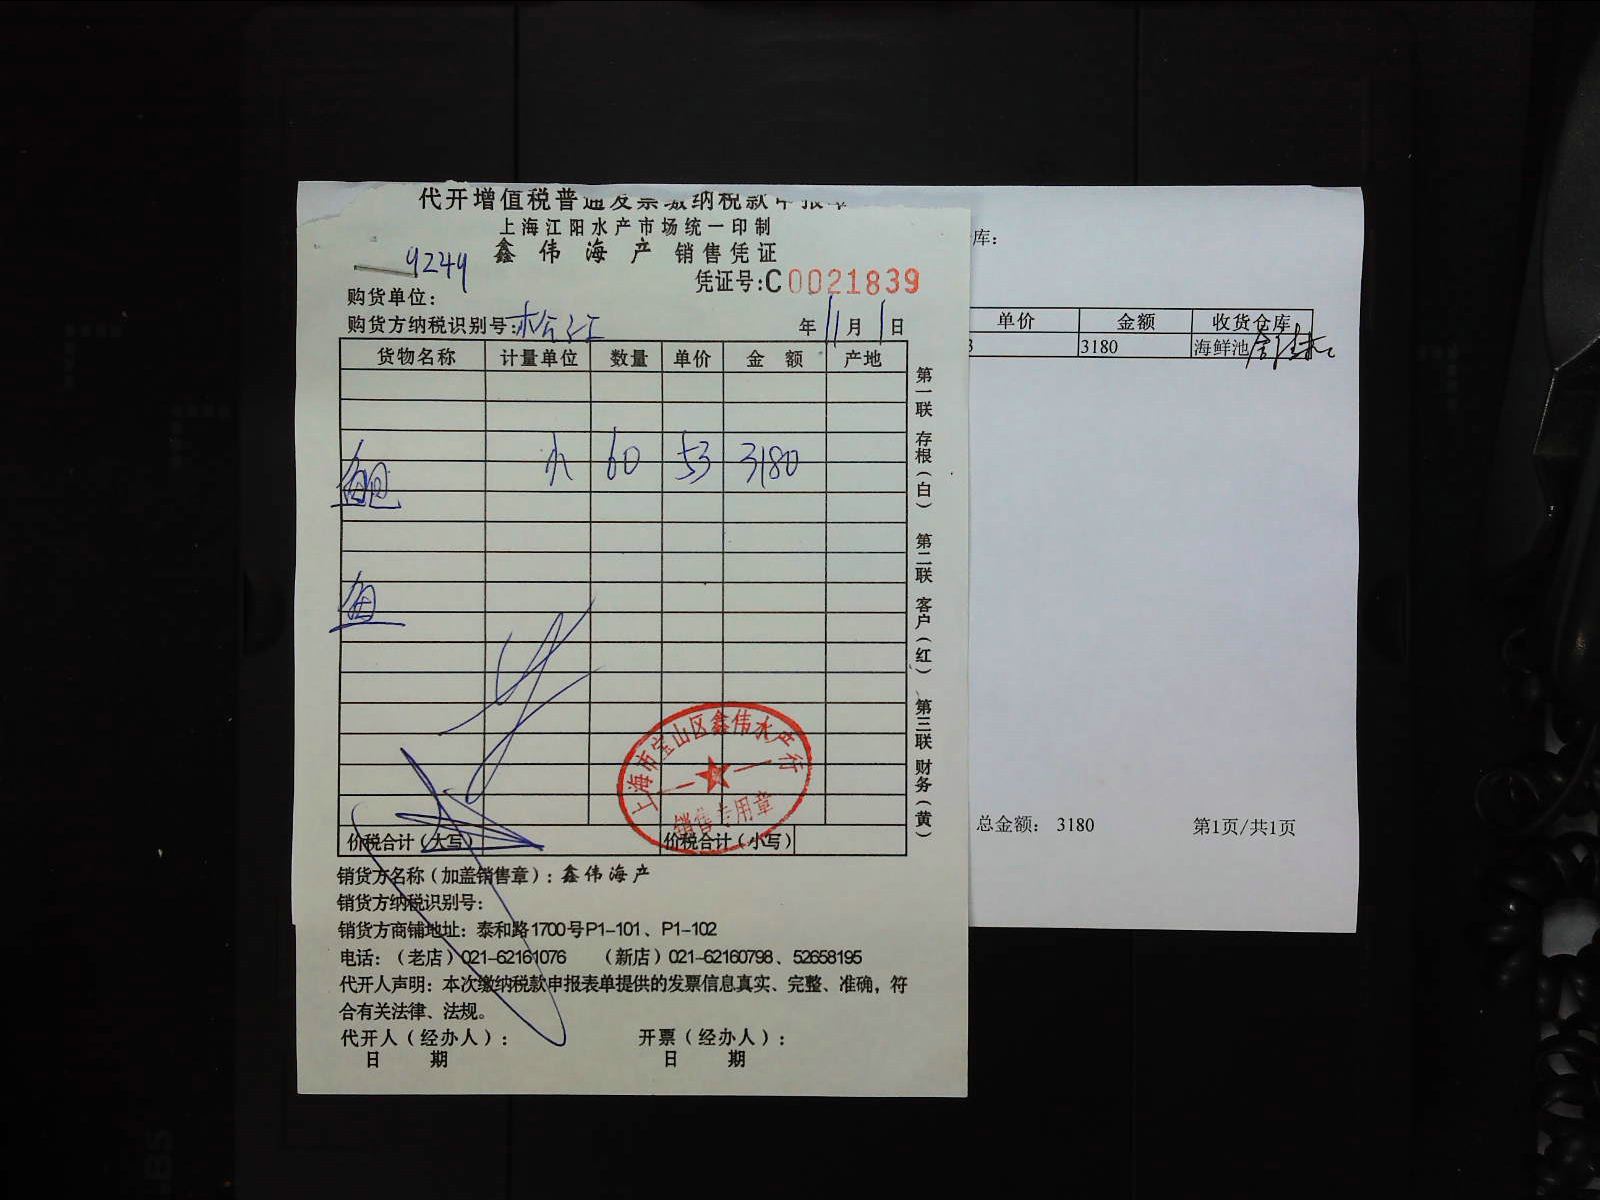 代开增值税普通发票缴纳税款申报单
上海江阳水产市场统一印制
鑫伟海产 销售凭证
9249
凭证号:C0021839
购货单位:
购货方纳税识别号:松江
年11月1日
货物名称 计量单位 数量 单价 金额 产地
鲍 60 53 3180
鱼
第一联 存根(白) 第二联 客户(红) 第三联 财务(黄)
上海市宝山区鑫伟水产行
销售专用章
价税合计(大写) 价税合计(小写)
销货方名称(加盖销售章):鑫伟海产
销货方纳税识别号:
销货方商铺地址:泰和路1700号P1-101、P1-102
电话:(老店)021-62161076 (新店)021-62160798、52658195
代开人声明:本次缴纳税款申报表单提供的发票信息真实、完整、准确,符
合有关法律、法规。
代开人(经办人): 开票(经办人):
日期 日期
库:
单价 金额 收货仓库
3 3180 海鲜池
总金额: 3180 第1页/共1页